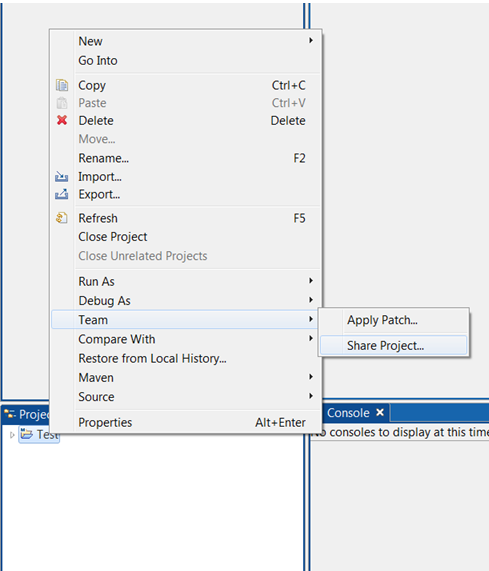 New
Go Into
Copy Ctrl+C
Paste Ctrl+V
Delete Delete
Move...
Rename... F2
Import...
Export...
Refresh F5
Close Project
Close Unrelated Projects
Run As
Debug As
Team
Apply Patch...
Compare With
Share Project...
Restore from Local History...
Maven
Source
Properties Alt+Enter
Projec
Console
Test
No consoles to display at this time